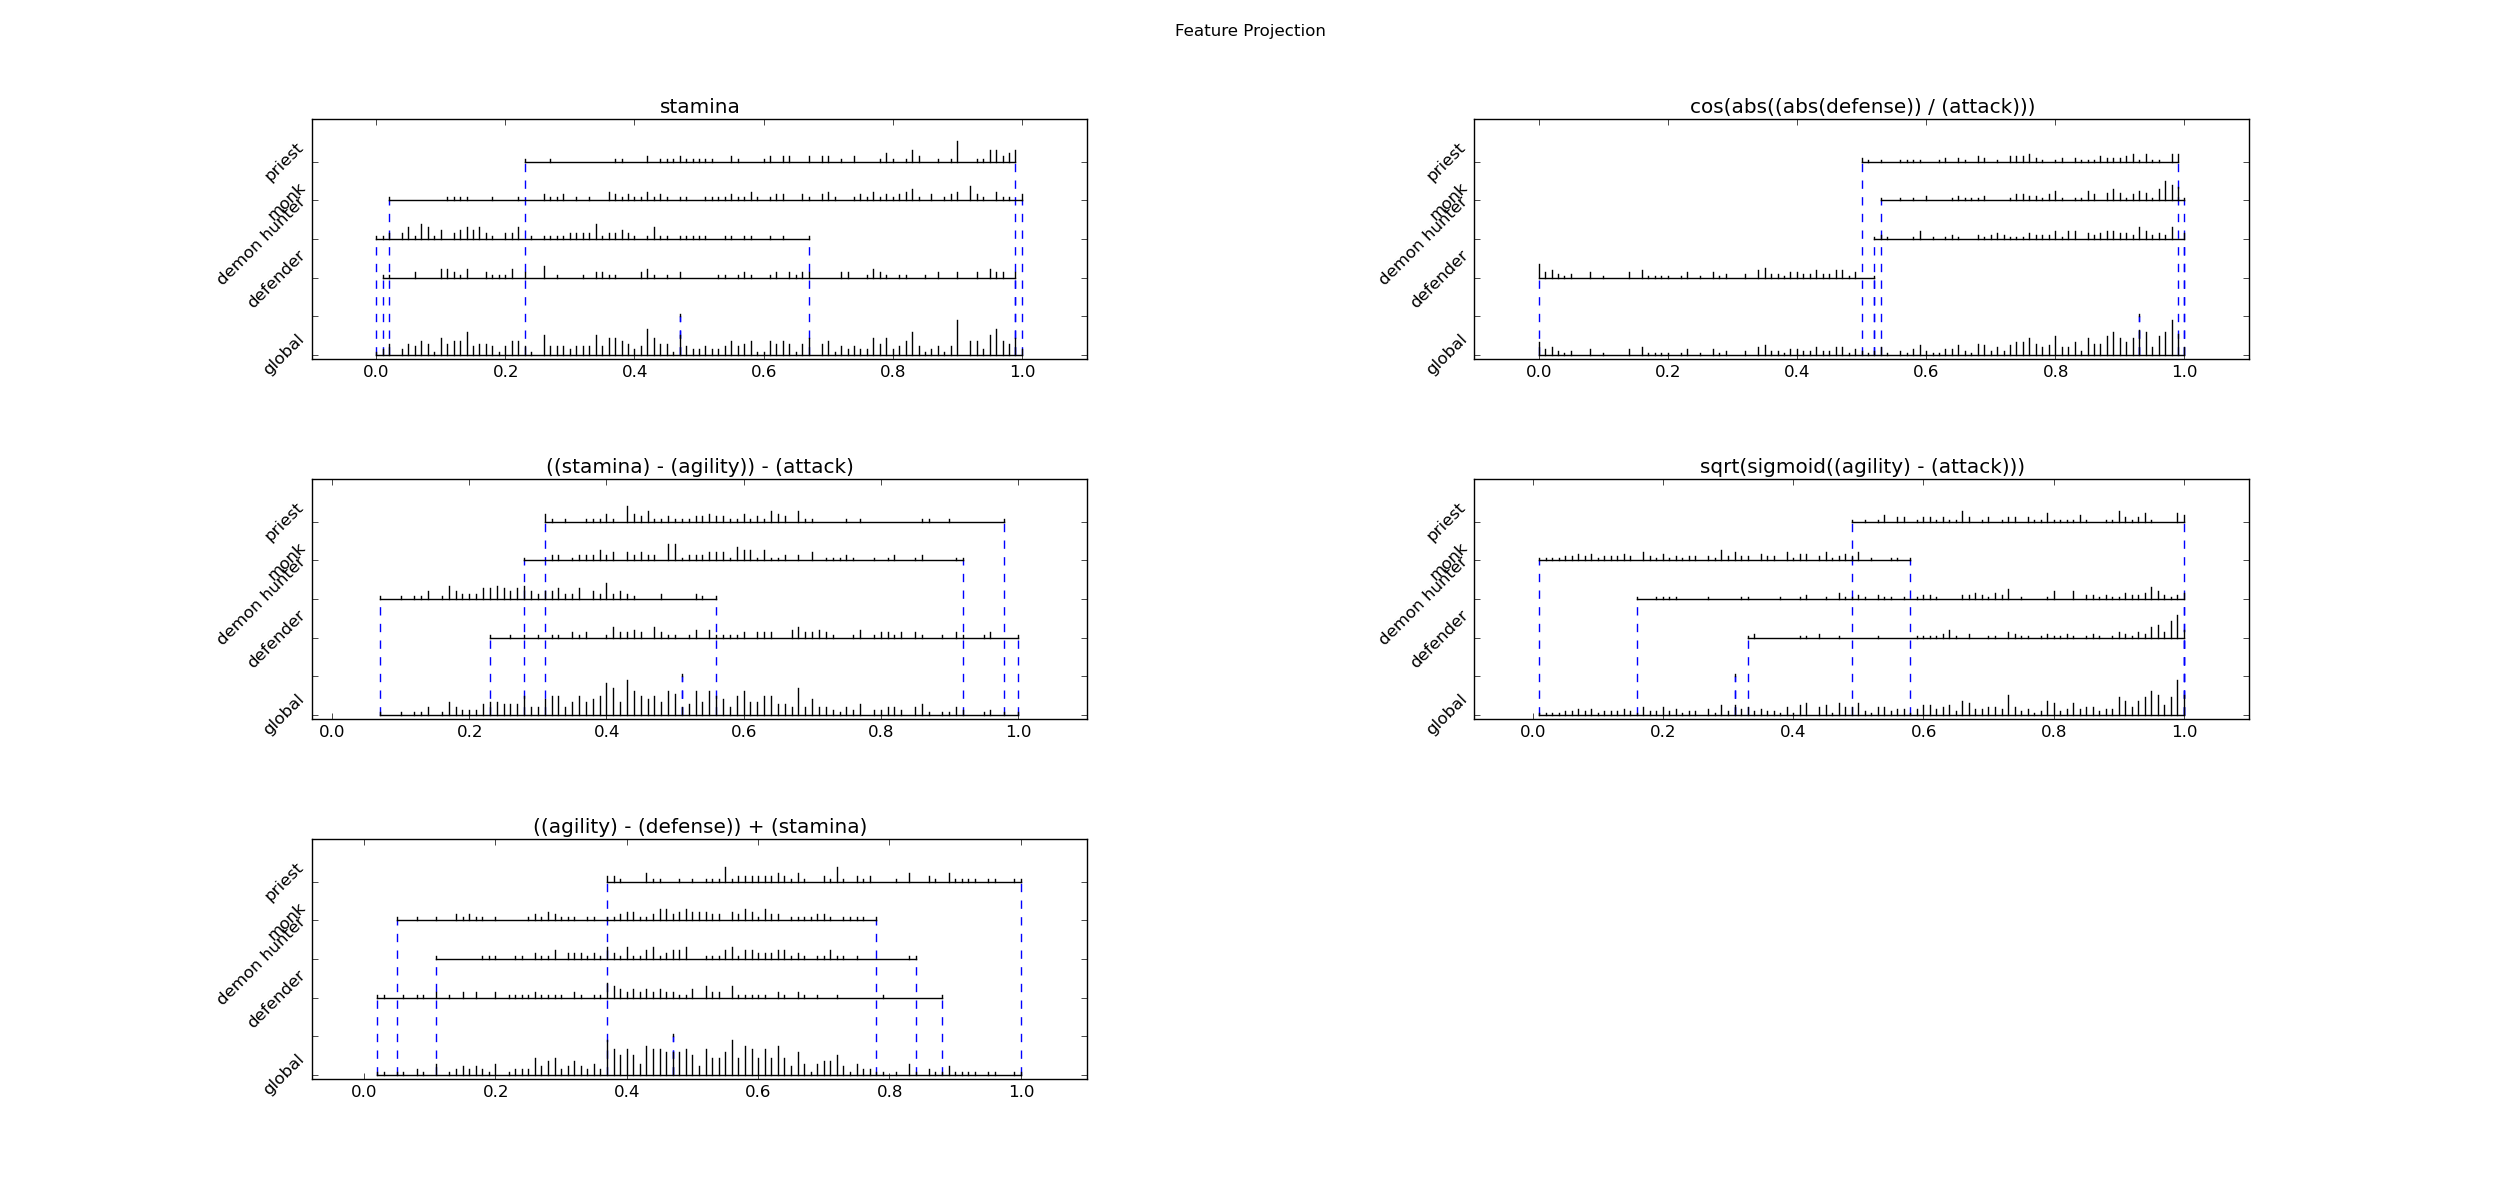 Feature Projection
stamina
priest
monk
demon hunter
defender
global
0.0 0.2 0.4 0.6 0.8 1.0
cos(abs((abs(defense)) / (attack)))
priest
monk
demon hunter
defender
global
0.0 0.2 0.4 0.6 0.8 1.0
((stamina) - (agility)) - (attack)
priest
monk
demon hunter
defender
global
0.0 0.2 0.4 0.6 0.8 1.0
sqrt(sigmoid((agility) - (attack)))
priest
monk
demon hunter
defender
global
0.0 0.2 0.4 0.6 0.8 1.0
((agility) - (defense)) + (stamina)
priest
monk
demon hunter
defender
global
0.0 0.2 0.4 0.6 0.8 1.0